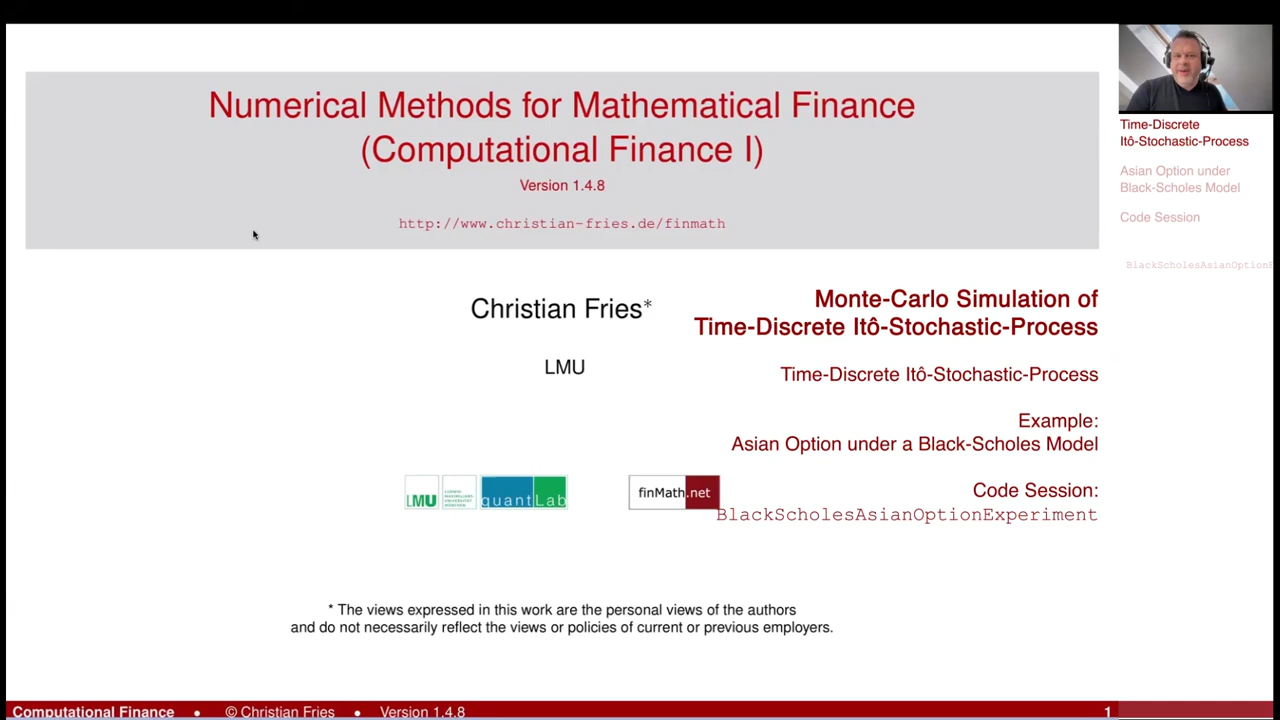 Numerical Methods for Mathematical Finance
(Computational Finance I)
Version 1.4.8
http://www.christian-fries.de/finmath
Christian Fries*
LMU
Monte-Carlo Simulation of
Time-Discrete Itô-Stochastic-Process
Time-Discrete Itô-Stochastic-Process
Example:
Asian Option under a Black-Scholes Model
Code Session:
BlackScholesAsianOptionExperiment
LMU
quantLab
finMath.net
* The views expressed in this work are the personal views of the authors
and do not necessarily reflect the views or policies of current or previous employers.
Time-Discrete
Itô-Stochastic-Process
Asian Option under
Black-Scholes Model
Code Session
BlackScholesAsianOptionE
Computational Finance • © Christian Fries • Version 1.4.8 1